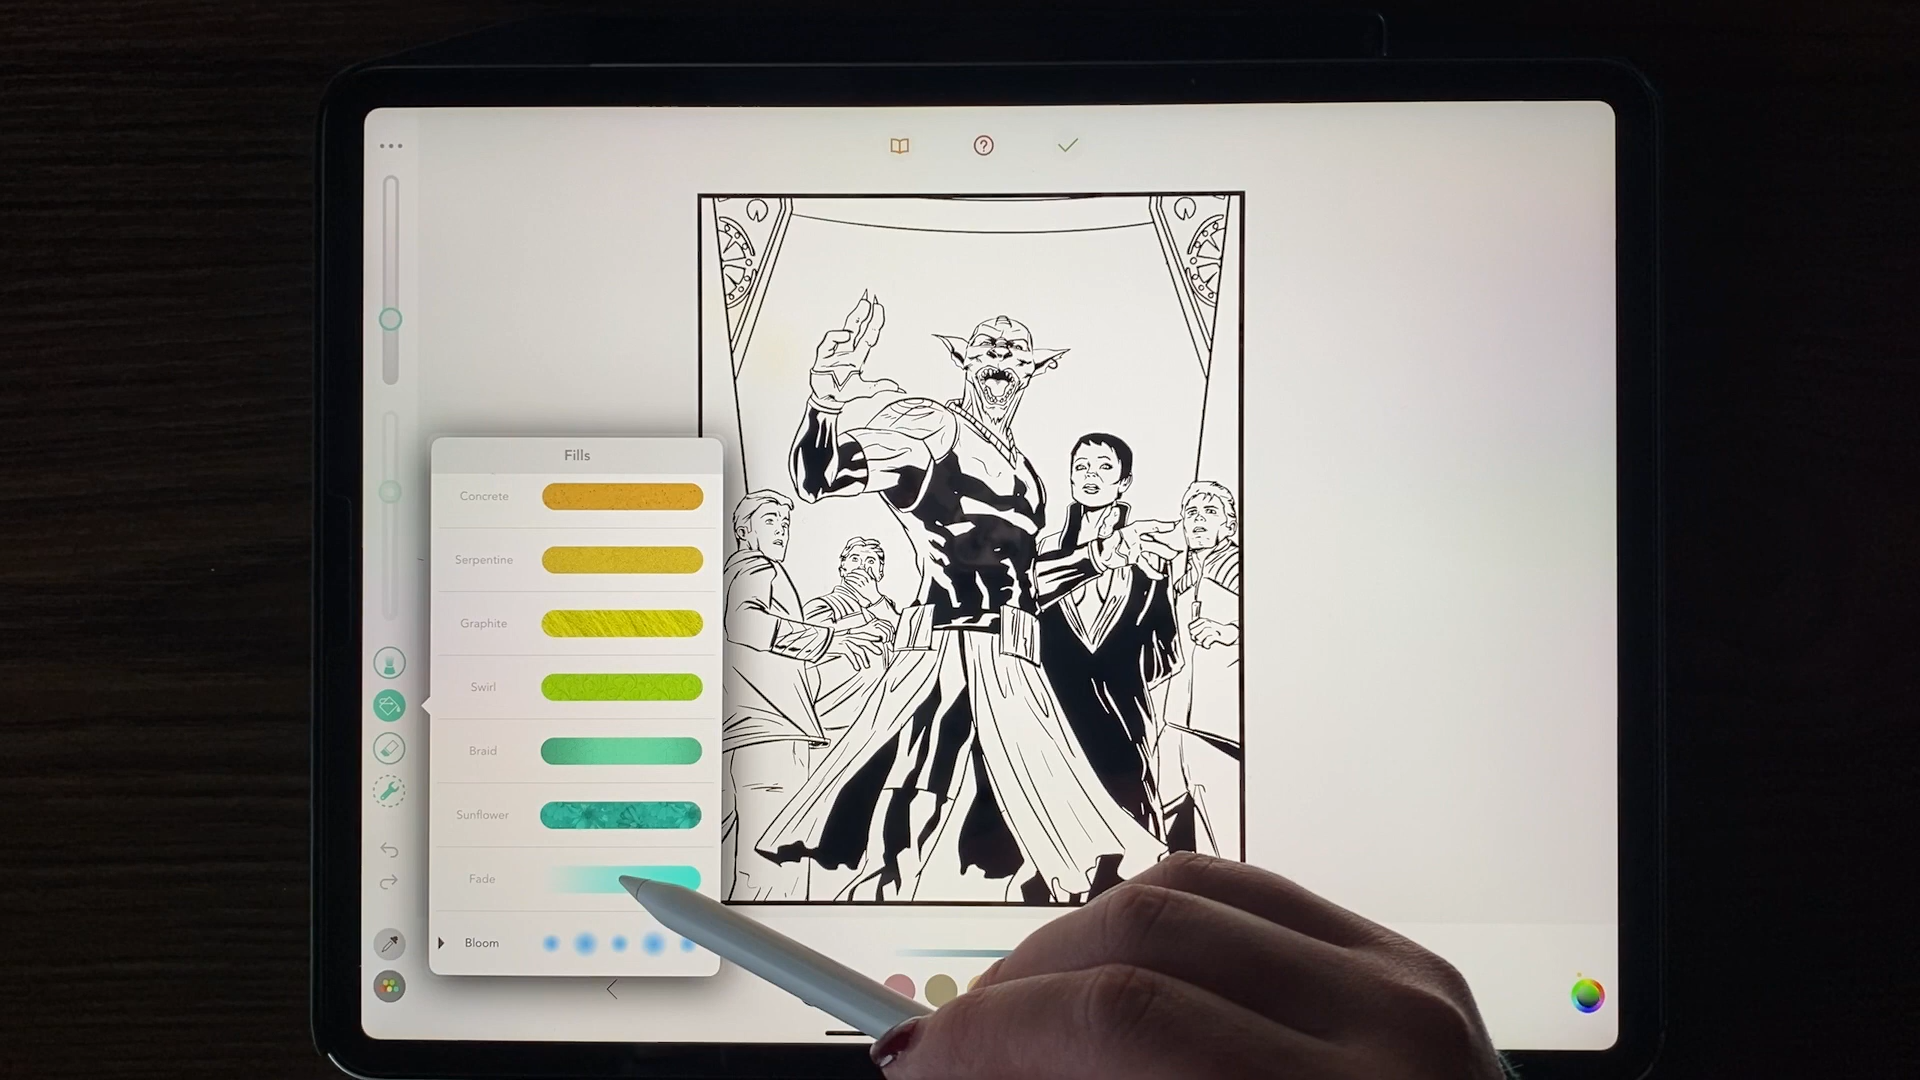 Fills
Concrete
Serpentine
Graphite
Swirl
Braid
Sunflower
Fade
Bloom